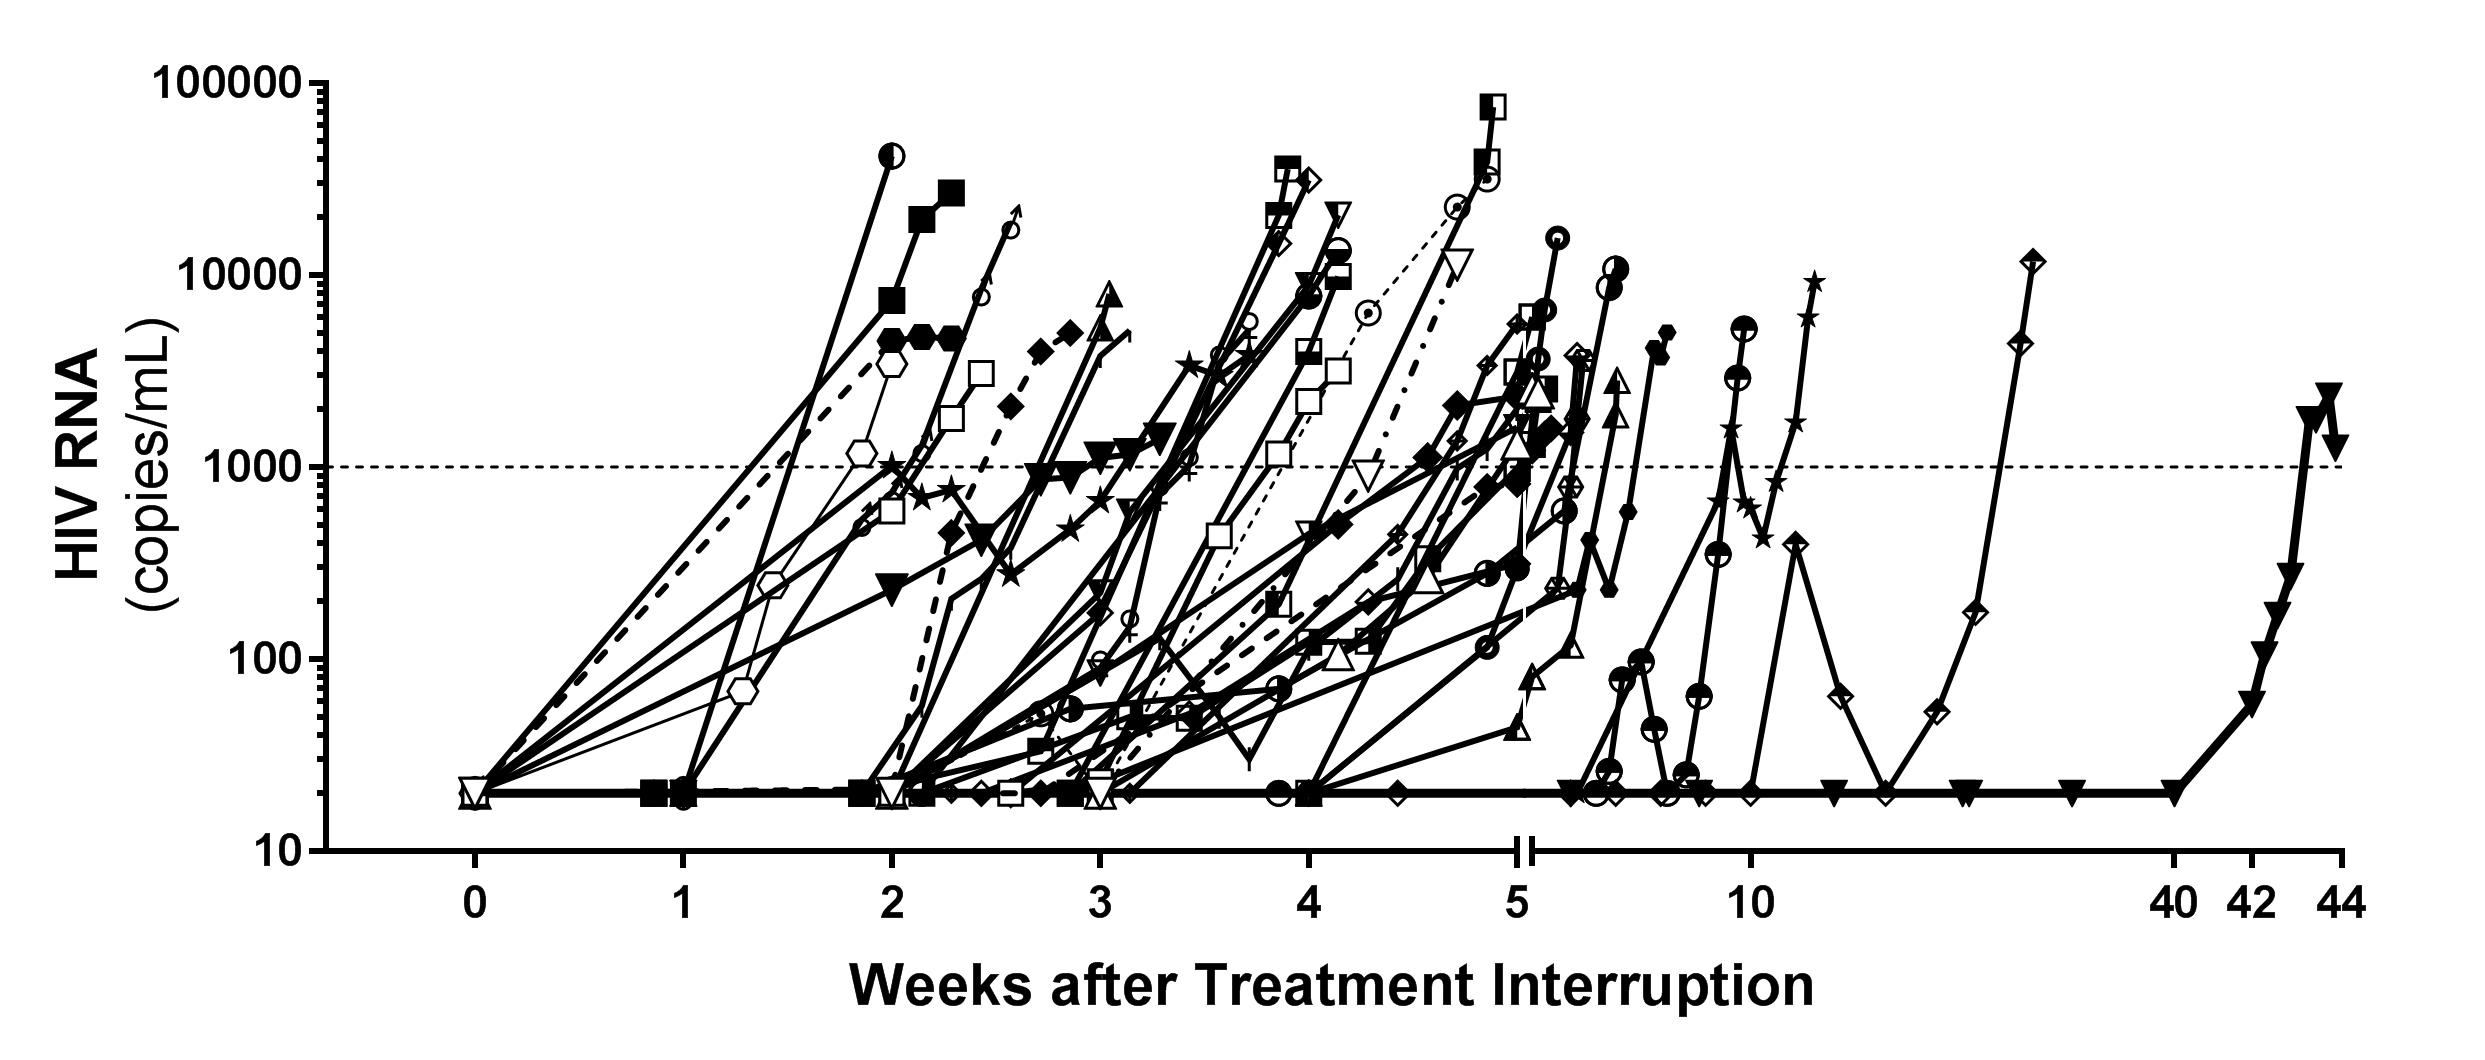 HIV RNA
(copies/mL)
100000
10000
1000
100
10
0 1 2 3 4 5 10 40 42 44
Weeks after Treatment Interruption